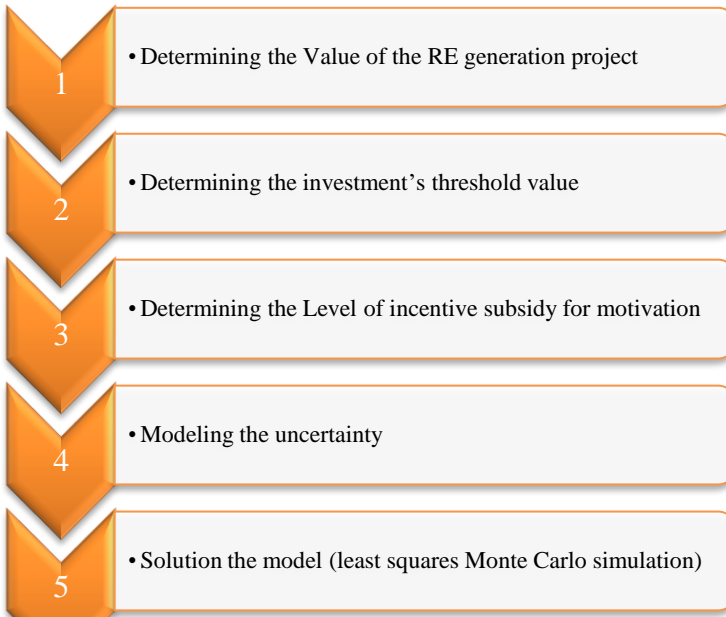 1
• Determining the Value of the RE generation project
2
• Determining the investment’s threshold value
3
• Determining the Level of incentive subsidy for motivation
4
• Modeling the uncertainty
5
• Solution the model (least squares Monte Carlo simulation)